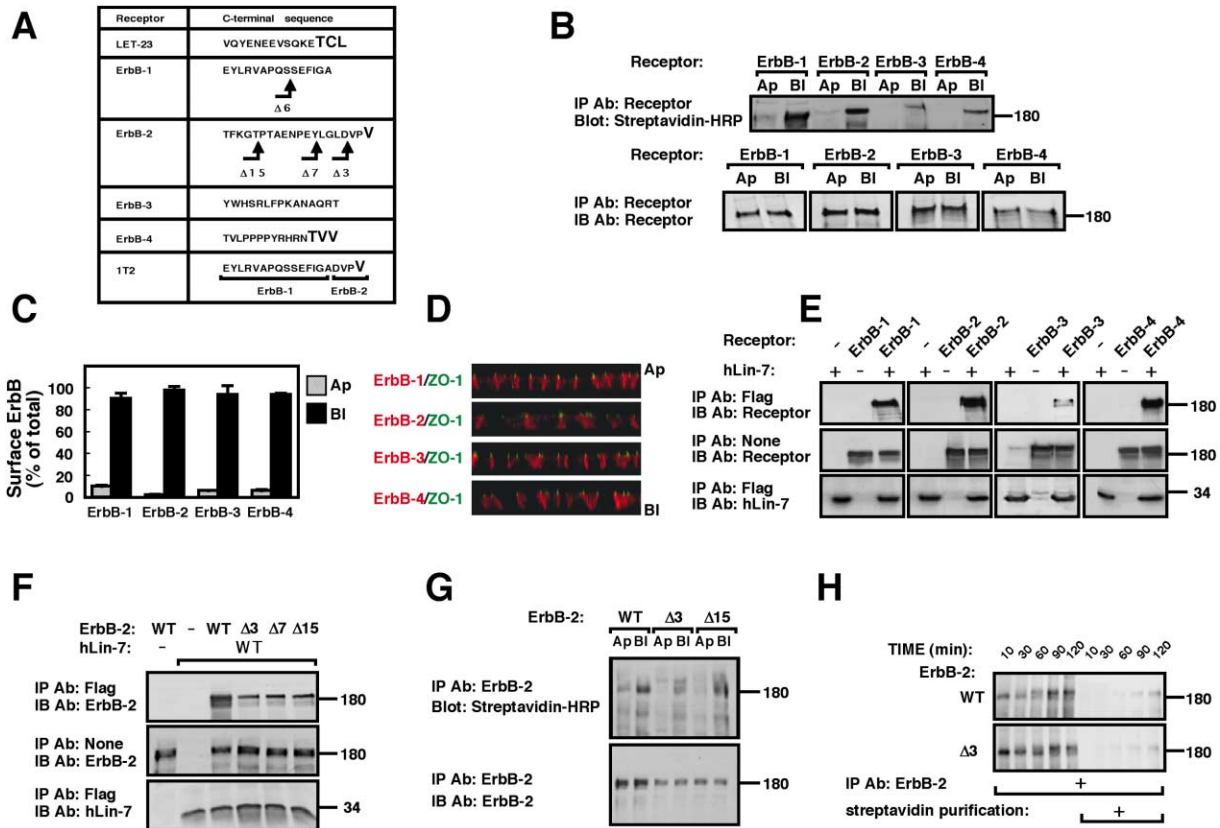 A
Receptor C-terminal sequence
LET-23 VQYENEEVSQKETCL
ErbB-1 EYLRVAPQSSEFIGA
Δ6
ErbB-2 TFKGTPTAENPEYLGLDVPV
Δ15 Δ7 Δ3
ErbB-3 YWHSRLFPKANAQRT
ErbB-4 TVLPPPPYRHRNTVV
1T2 EYLRVAPQSSEFIGADVPV
ErbB-1 ErbB-2
B
Receptor: ErbB-1 ErbB-2 ErbB-3 ErbB-4
Ap Bl Ap Bl Ap Bl Ap Bl
IP Ab: Receptor
Blot: Streptavidin-HRP
180
Receptor: ErbB-1 ErbB-2 ErbB-3 ErbB-4
Ap Bl Ap Bl Ap Bl Ap Bl
IP Ab: Receptor
IB Ab: Receptor
180
C
Surface ErbB
(% of total)
100
80
60
40
20
0
Ap
Bl
ErbB-1 ErbB-2 ErbB-3 ErbB-4
D
Ap
ErbB-1/ZO-1
ErbB-2/ZO-1
ErbB-3/ZO-1
ErbB-4/ZO-1
Bl
E
Receptor: – ErbB-1 ErbB-1 – ErbB-2 ErbB-2 – ErbB-3 ErbB-3 – ErbB-4 ErbB-4
hLin-7: + – + + – + + – + + – +
IP Ab: Flag
IB Ab: Receptor
180
IP Ab: None
IB Ab: Receptor
180
IP Ab: Flag
IB Ab: hLin-7
34
F
ErbB-2: WT – WT Δ3 Δ7 Δ15
hLin-7: – WT
IP Ab: Flag
IB Ab: ErbB-2
180
IP Ab: None
IB Ab: ErbB-2
180
IP Ab: Flag
IB Ab: hLin-7
34
G
ErbB-2: WT Δ3 Δ15
Ap Bl Ap Bl Ap Bl
IP Ab: ErbB-2
Blot: Streptavidin-HRP
180
IP Ab: ErbB-2
IB Ab: ErbB-2
180
H
TIME (min): 10 30 60 90 120 10 30 60 90 120
ErbB-2:
WT
180
Δ3
180
IP Ab: ErbB-2 +
streptavidin purification: +